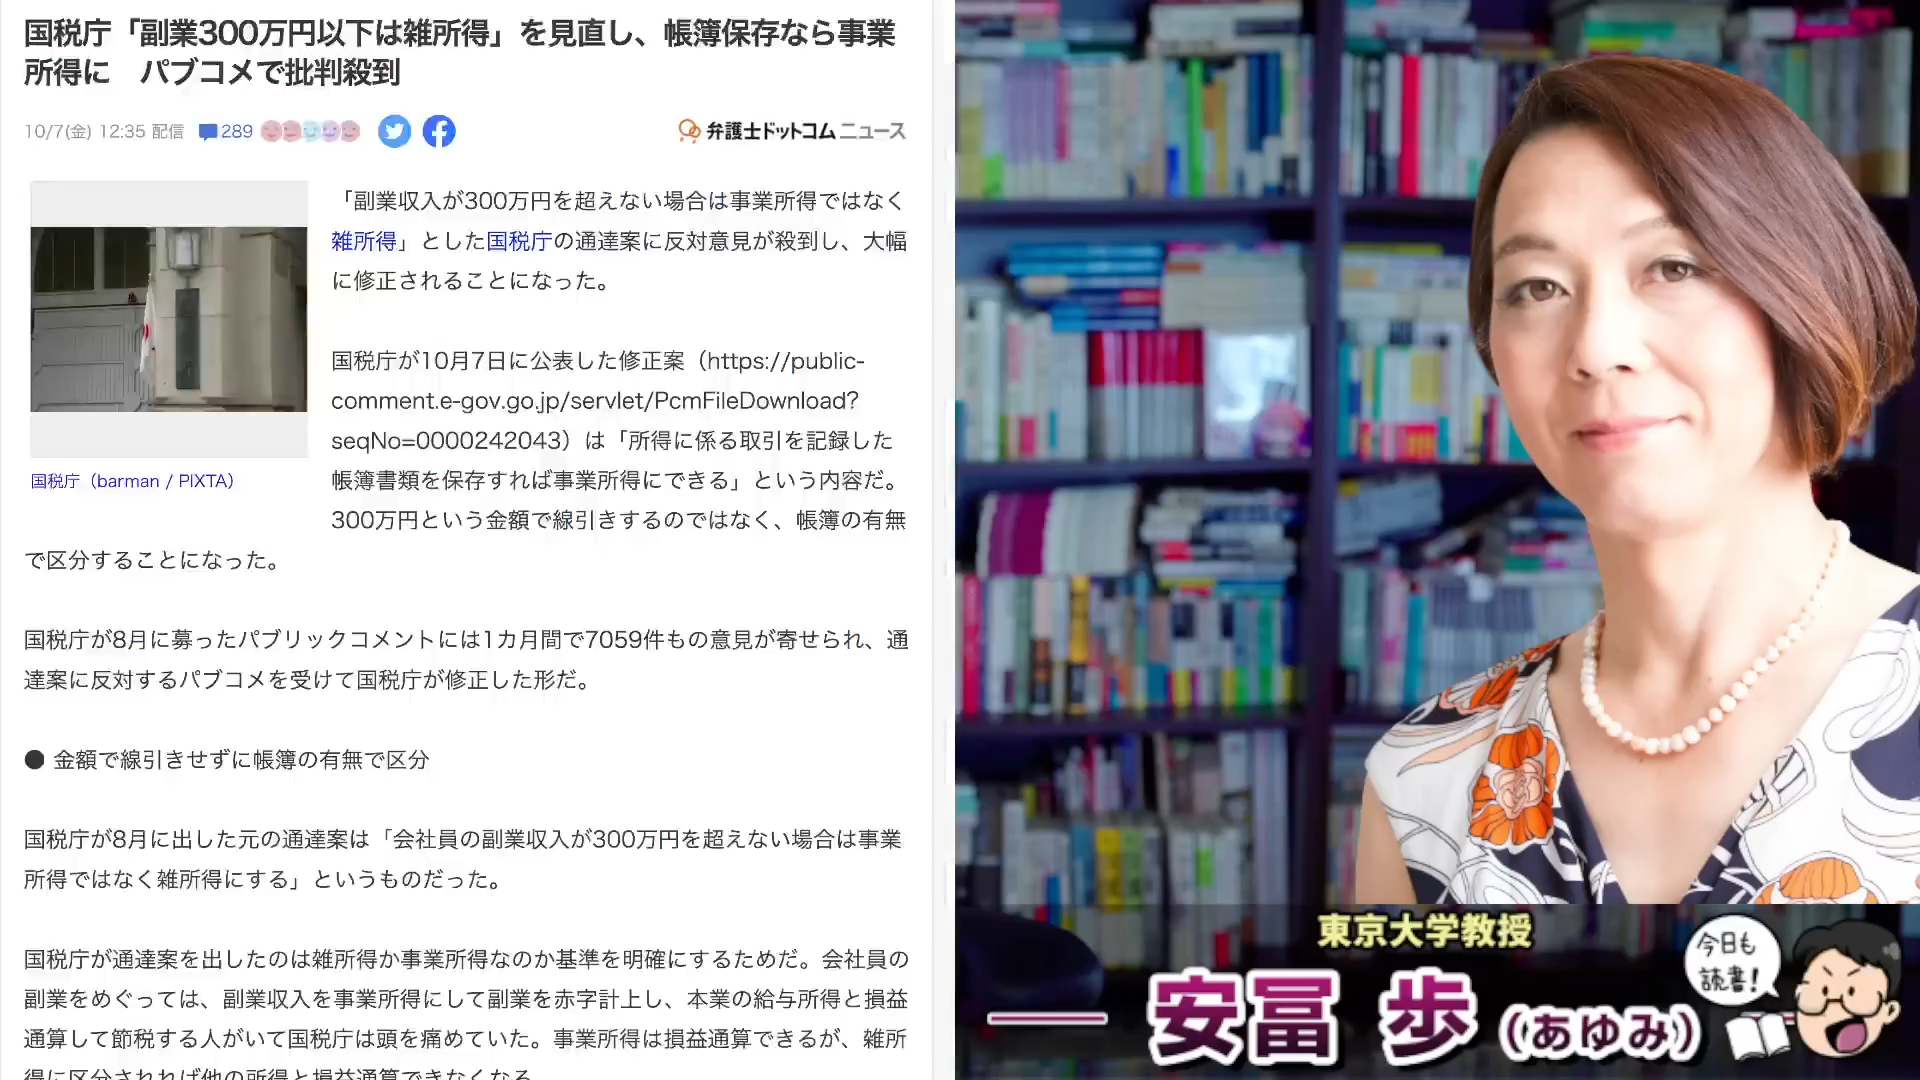 国税庁「副業300万円以下は雑所得」を見直し、帳簿保存なら事業
所得に　パブコメで批判殺到
10/7(金) 12:35 配信
289
弁護士ドットコムニュース
「副業収入が300万円を超えない場合は事業所得ではなく
雑所得」とした国税庁の通達案に反対意見が殺到し、大幅
に修正されることになった。
国税庁が10月7日に公表した修正案（https://public-
comment.e-gov.go.jp/servlet/PcmFileDownload?
seqNo=0000242043）は「所得に係る取引を記録した
帳簿書類を保存すれば事業所得にできる」という内容だ。
300万円という金額で線引きするのではなく、帳簿の有無
で区分することになった。
国税庁（barman / PIXTA）
国税庁が8月に募ったパブリックコメントには1カ月間で7059件もの意見が寄せられ、通
達案に反対するパブコメを受けて国税庁が修正した形だ。
● 金額で線引きせずに帳簿の有無で区分
国税庁が8月に出した元の通達案は「会社員の副業収入が300万円を超えない場合は事業
所得ではなく雑所得にする」というものだった。
国税庁が通達案を出したのは雑所得か事業所得なのか基準を明確にするためだ。会社員の
副業をめぐっては、副業収入を事業所得にして副業を赤字計上し、本業の給与所得と損益
通算して節税する人がいて国税庁は頭を痛めていた。事業所得は損益通算できるが、雑所
得に区分されれば他の所得と損益通算できなくなる
東京大学教授
安冨 歩（あゆみ）
今日も
読書！